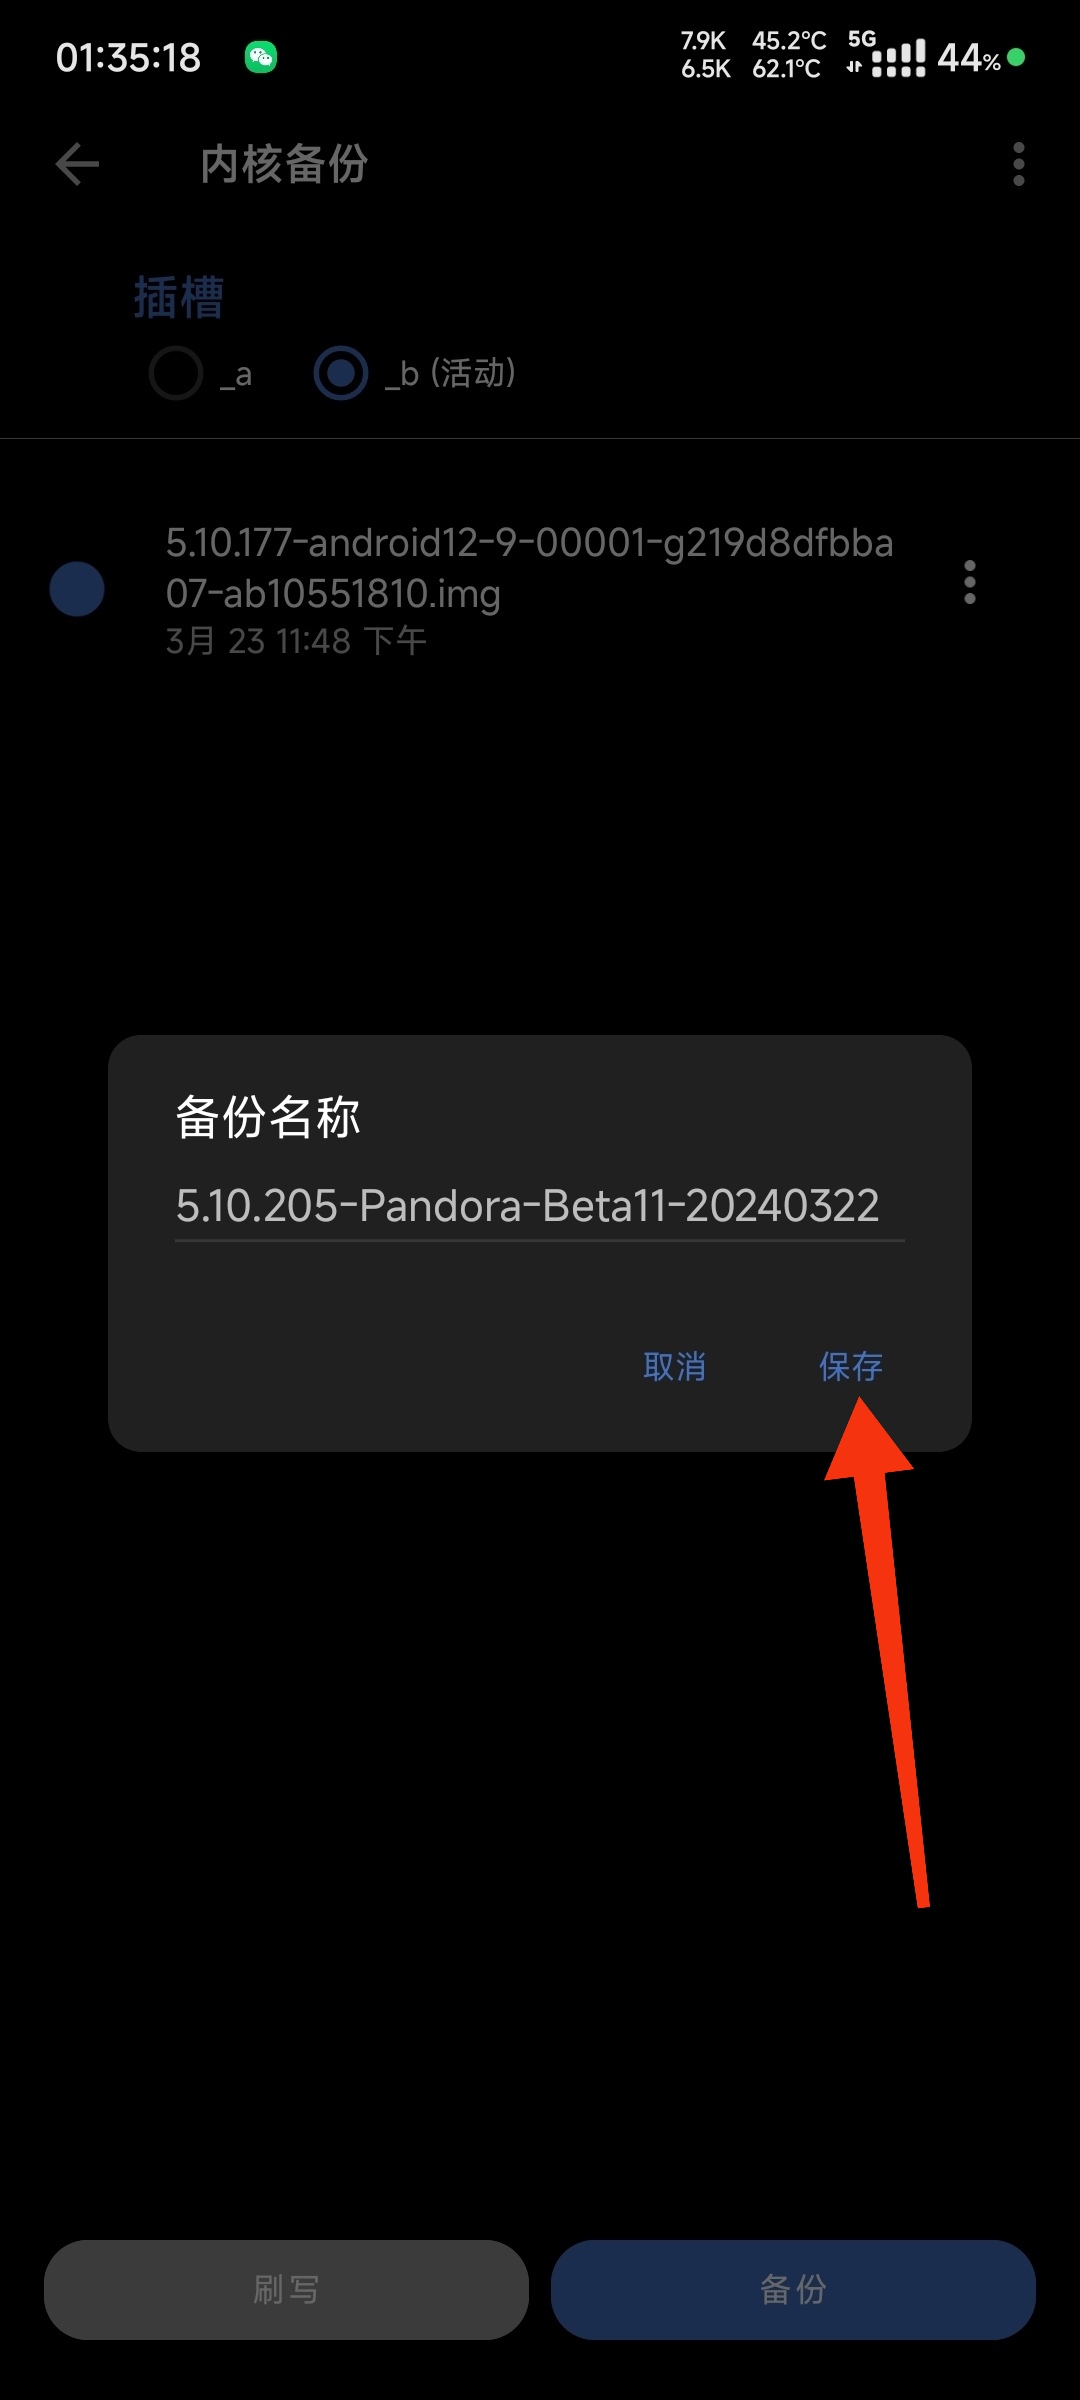 01:35:18
7.9K 45.2°C 5G 44%
6.5K 62.1°C
内核备份
插槽
_a _b (活动)
5.10.177-android12-9-00001-g219d8dfbba
07-ab10551810.img
3月 23 11:48 下午
备份名称
5.10.205-Pandora-Beta11-20240322
取消 保存
刷写 备份